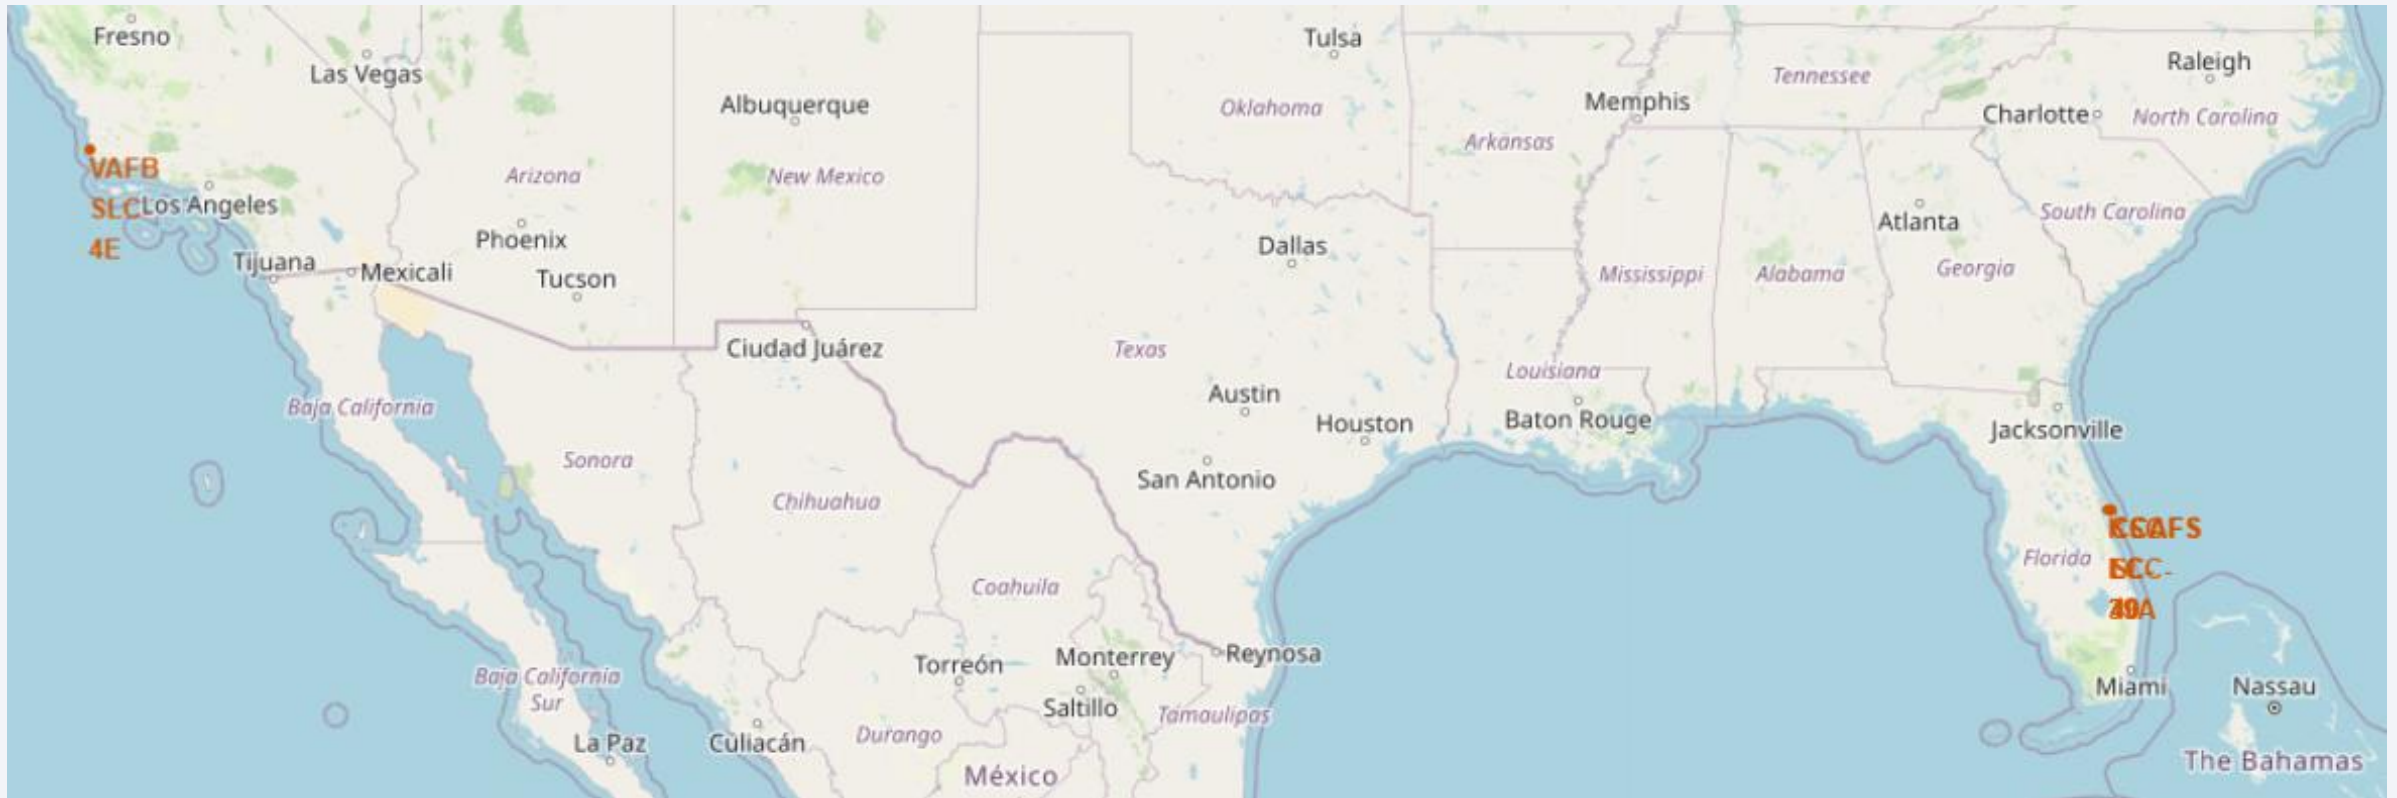 Fresno
Las Vegas
Tulsa
Raleigh
Tennessee
Albuquerque
Oklahoma
Memphis
Charlotte
North Carolina
Arkansas
VAFB
SLC
4E
Los Angeles
Arizona
New Mexico
Atlanta
South Carolina
Phoenix
Dallas
Tijuana
Mexicali
Tucson
Mississippi
Alabama
Georgia
Ciudad Juárez
Texas
Louisiana
Baja California
Austin
Houston
Baton Rouge
Jacksonville
Sonora
San Antonio
Chihuahua
CCAFS
Florida
Coahuila
Torreón
Monterrey
Reynosa
Baja California
Sur
Saltillo
Tamaulipas
Miami
Nassau
La Paz
Culiacán
Durango
México
The Bahamas